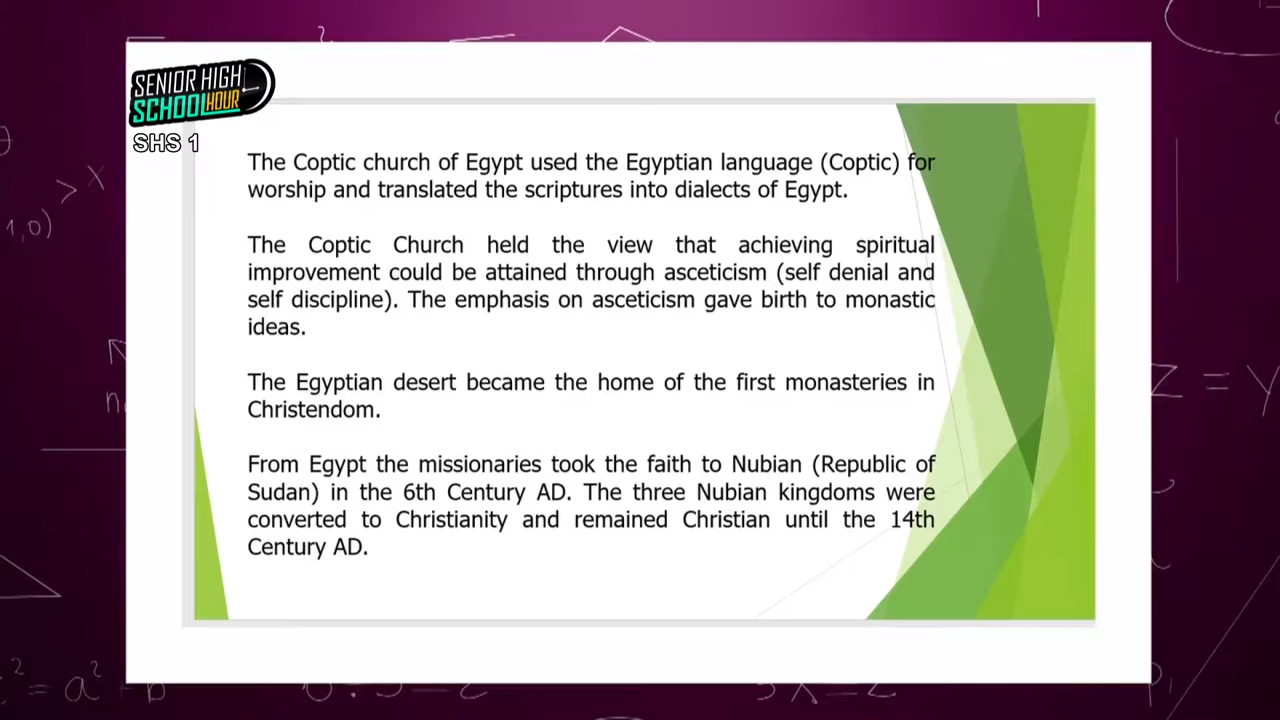 SENIOR HIGH
SCHOOL HOUR
SHS 1
The Coptic church of Egypt used the Egyptian language (Coptic) for
worship and translated the scriptures into dialects of Egypt.
The Coptic Church held the view that achieving spiritual
improvement could be attained through asceticism (self denial and
self discipline). The emphasis on asceticism gave birth to monastic
ideas.
The Egyptian desert became the home of the first monasteries in
Christendom.
From Egypt the missionaries took the faith to Nubian (Republic of
Sudan) in the 6th Century AD. The three Nubian kingdoms were
converted to Christianity and remained Christian until the 14th
Century AD.